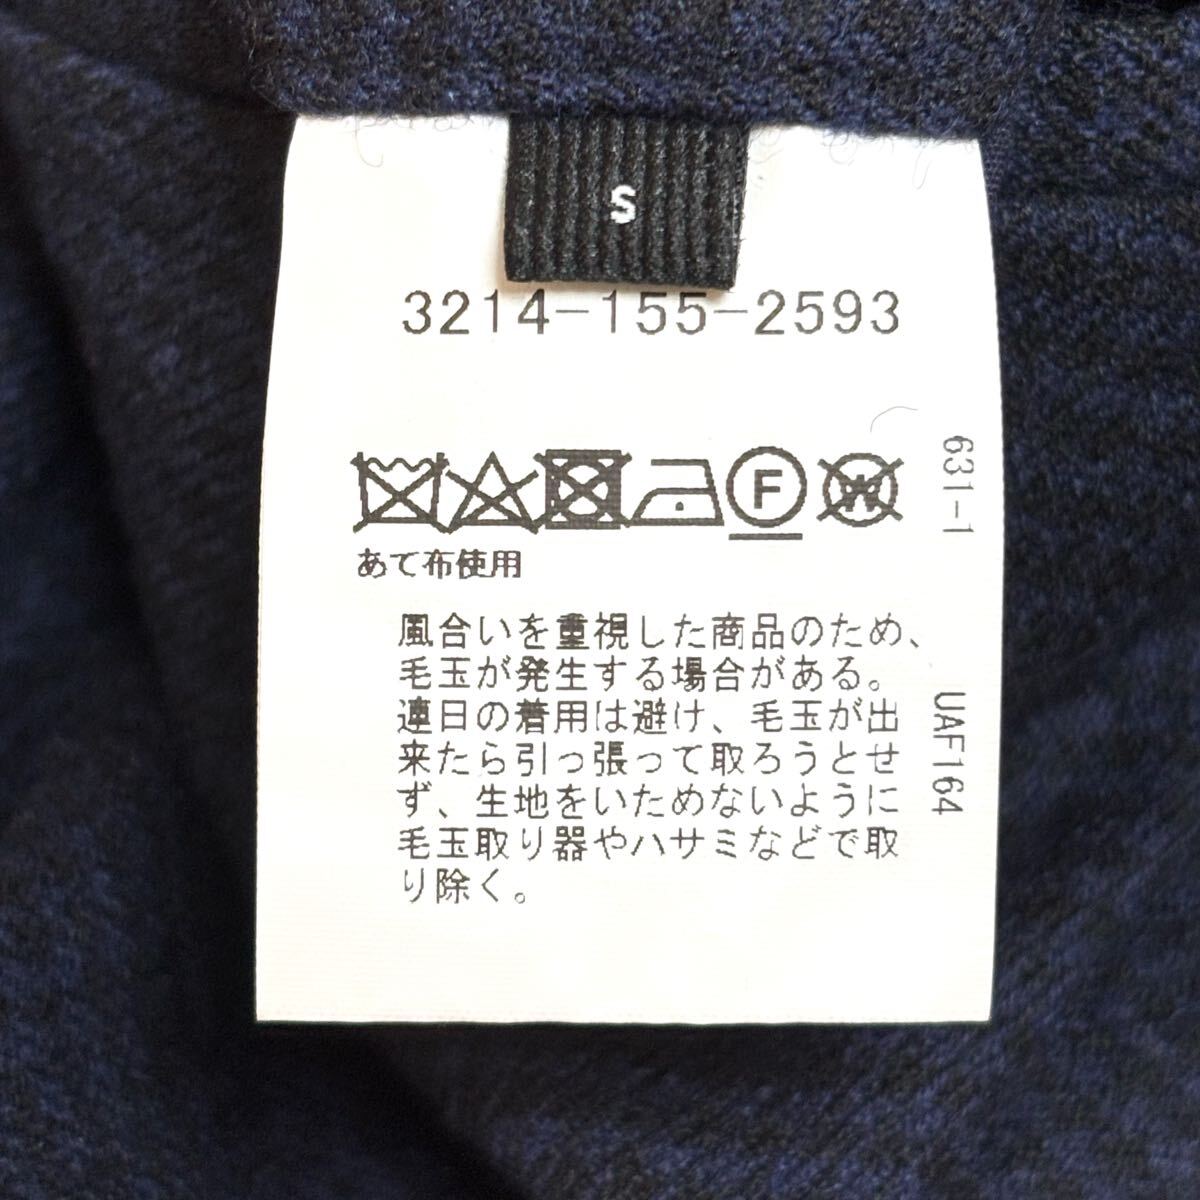 S
3214-155-2593
F
W
あて布使用
風合いを重視した商品のため、
毛玉が発生する場合がある。
連日の着用は避け、毛玉が出
来たら引っ張って取ろうとせ
ず、生地をいためないように
毛玉取り器やハサミなどで取
り除く。
631-1
UAF164